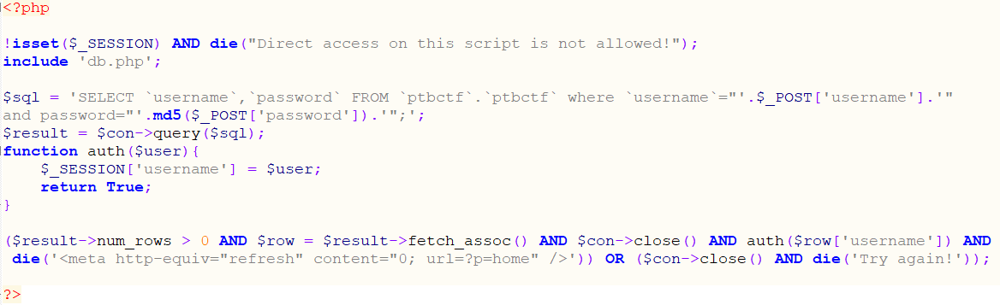 <?php
!isset($_SESSION) AND die("Direct access on this script is not allowed!");
include 'db.php';
$sql = 'SELECT `username`,`password` FROM `ptbctf`.`ptbctf` where `username`="'.$_POST['username'].'"
and password="'.md5($_POST['password']).'";';
$result = $con->query($sql);
function auth($user){
$_SESSION['username'] = $user;
return True;
}
($result->num_rows > 0 AND $row = $result->fetch_assoc() AND $con->close() AND auth($row['username']) AND
die('<meta http-equiv="refresh" content="0; url=?p=home" />')) OR ($con->close() AND die('Try again!'));
?>